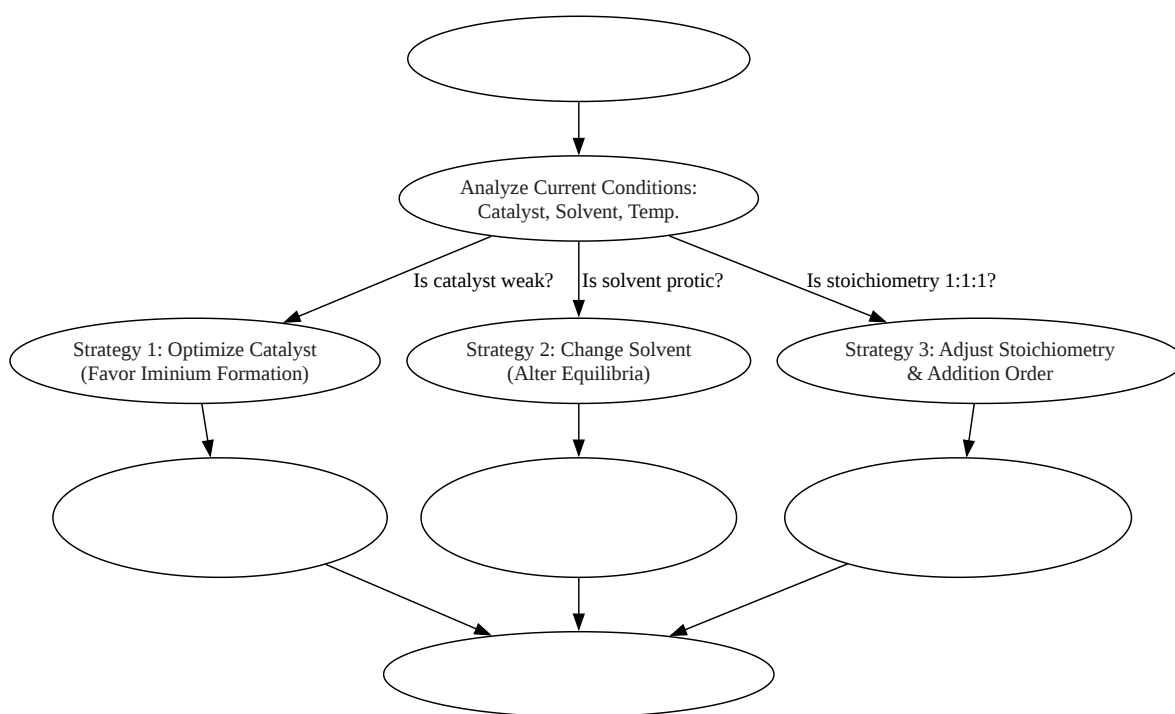 Analyze Current Conditions:
Catalyst, Solvent, Temp.
Is catalyst weak?
Is solvent protic?
Is stoichiometry 1:1:1?
Strategy 1: Optimize Catalyst
(Favor Iminium Formation)
Strategy 2: Change Solvent
(Alter Equilibria)
Strategy 3: Adjust Stoichiometry
& Addition Order